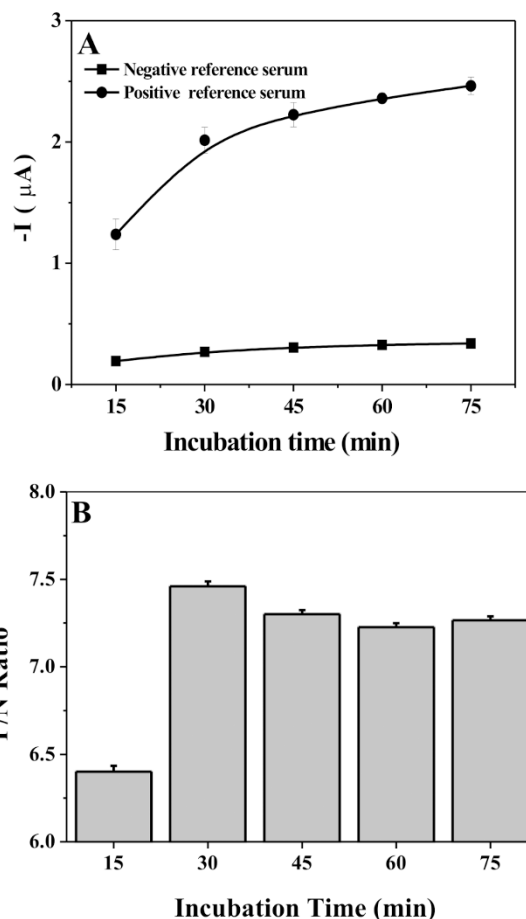 3
A
Negative reference serum
Positive reference serum
2
-I ( μA)
1
0
15 30 45 60 75
Incubation time (min)
8.0
B
7.5
7.0
Ratio
6.5
6.0
15 30 45 60 75
Incubation Time (min)